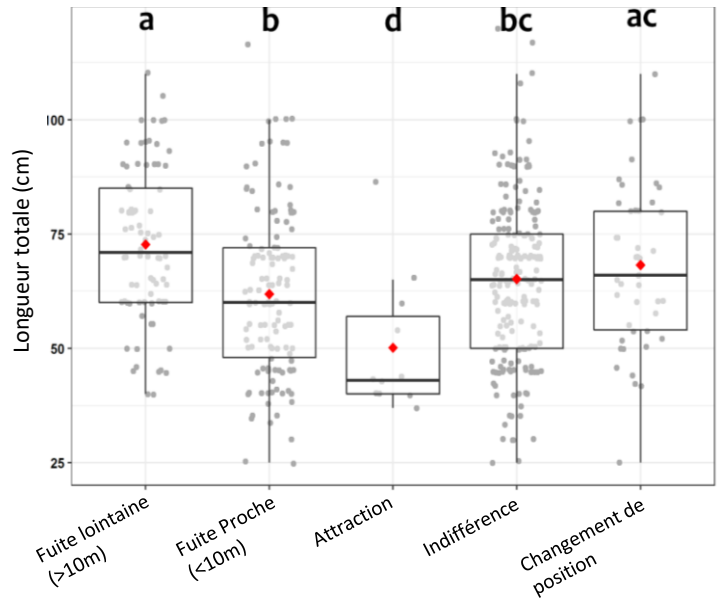 a b d bc ac
Longueur totale (cm)
100
75
50
25
Fuite lointaine
(>10m)
Fuite Proche
(<10m)
Attraction
Indifférence
Changement de
position